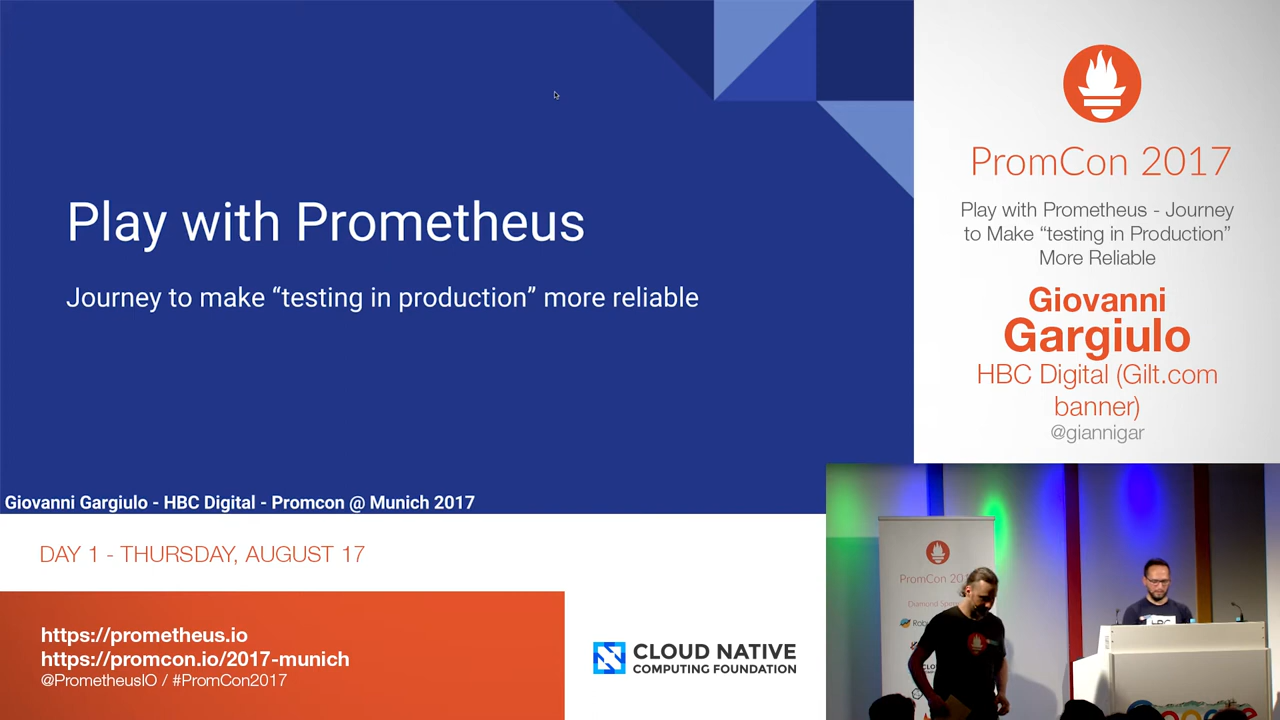 Play with Prometheus
Journey to make “testing in production” more reliable
Giovanni Gargiulo - HBC Digital - Promcon @ Munich 2017
PromCon 2017
Play with Prometheus - Journey
to Make “testing in Production”
More Reliable
Giovanni
Gargiulo
HBC Digital (Gilt.com
banner)
@giannigar
DAY 1 - THURSDAY, AUGUST 17
https://prometheus.io
https://promcon.io/2017-munich
@PrometheusIO / #PromCon2017
CLOUD NATIVE
COMPUTING FOUNDATION
PromCon 20
HBC
Google